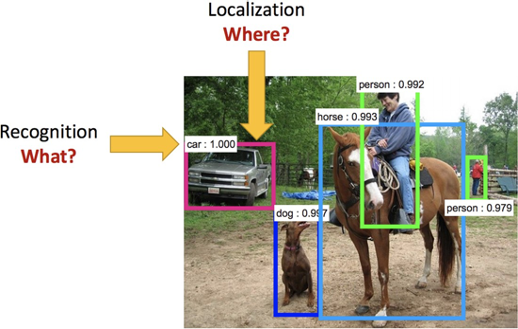 Localization
Where?
Recognition
What?
person : 0.992
horse : 0.993
car : 1.000
dog : 0.997
person : 0.979